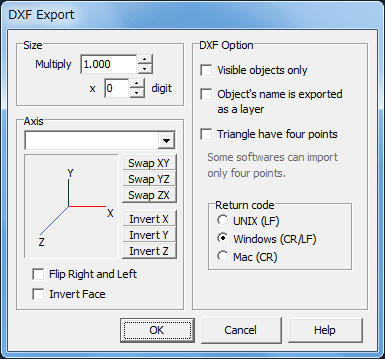 DXF Export
Size
Multiply 1.000
x 0 digit
Axis
Y
X
Z
Swap XY
Swap YZ
Swap ZX
Invert X
Invert Y
Invert Z
Flip Right and Left
Invert Face
DXF Option
Visible objects only
Object's name is exported
as a layer
Triangle have four points
Some softwares can import
only four points.
Return code
UNIX (LF)
Windows (CR/LF)
Mac (CR)
OK
Cancel
Help